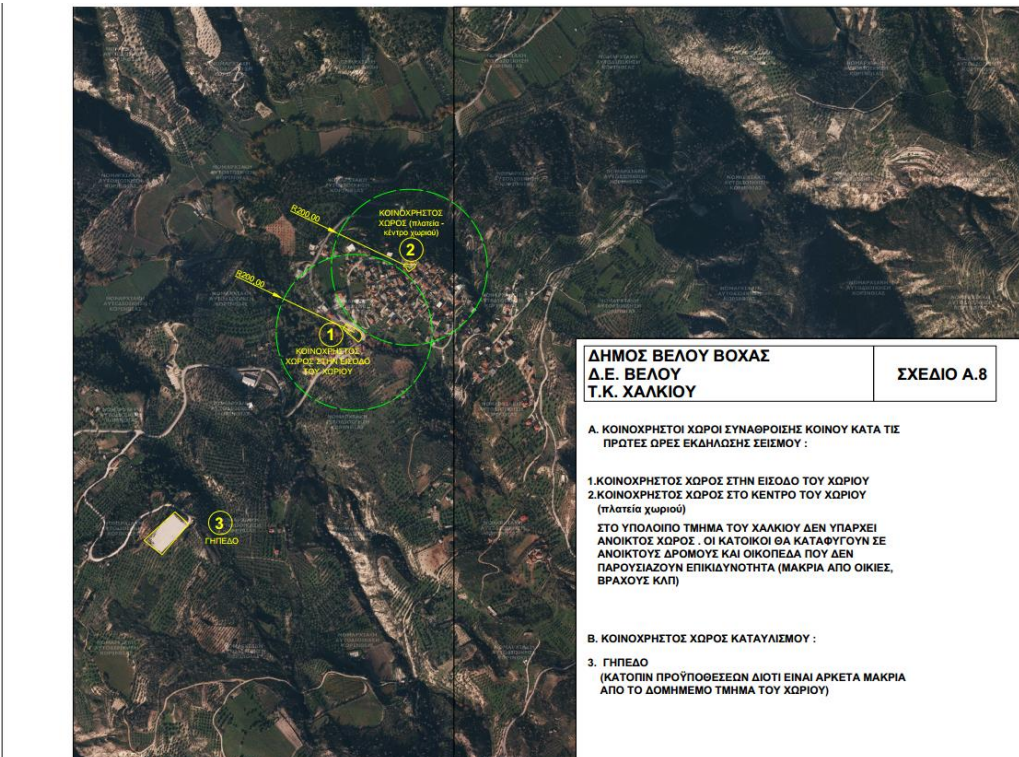 R200,00
ΚΟΙΝΟΧΡΗΣΤΟΣ
ΧΩΡΟΣ (πλατεία -
κέντρο χωριού)
2
R200,00
1
ΚΟΙΝΟΧΡΗΣΤΟΣ
ΧΩΡΟΣ ΣΤΗΝ ΕΙΣΟΔΟ
ΤΟΥ ΧΩΡΙΟΥ
3
ΓΗΠΕΔΟ
ΔΗΜΟΣ ΒΕΛΟΥ ΒΟΧΑΣ
Δ.Ε. ΒΕΛΟΥ
Τ.Κ. ΧΑΛΚΙΟΥ
ΣΧΕΔΙΟ Α.8
Α. ΚΟΙΝΟΧΡΗΣΤΟΙ ΧΩΡΟΙ ΣΥΝΑΘΡΟΙΣΗΣ ΚΟΙΝΟΥ ΚΑΤΑ ΤΙΣ
ΠΡΩΤΕΣ ΩΡΕΣ ΕΚΔΗΛΩΣΗΣ ΣΕΙΣΜΟΥ :
1.ΚΟΙΝΟΧΡΗΣΤΟΣ ΧΩΡΟΣ ΣΤΗΝ ΕΙΣΟΔΟ ΤΟΥ ΧΩΡΙΟΥ
2.ΚΟΙΝΟΧΡΗΣΤΟΣ ΧΩΡΟΣ ΣΤΟ ΚΕΝΤΡΟ ΤΟΥ ΧΩΡΙΟΥ
(πλατεία χωριού)
ΣΤΟ ΥΠΟΛΟΙΠΟ ΤΜΗΜΑ ΤΟΥ ΧΑΛΚΙΟΥ ΔΕΝ ΥΠΑΡΧΕΙ
ΑΝΟΙΚΤΟΣ ΧΩΡΟΣ . ΟΙ ΚΑΤΟΙΚΟΙ ΘΑ ΚΑΤΑΦΥΓΟΥΝ ΣΕ
ΑΝΟΙΚΤΟΥΣ ΔΡΟΜΟΥΣ ΚΑΙ ΟΙΚΟΠΕΔΑ ΠΟΥ ΔΕΝ
ΠΑΡΟΥΣΙΑΖΟΥΝ ΕΠΙΚΙΔΥΝΟΤΗΤΑ (ΜΑΚΡΙΑ ΑΠΟ ΟΙΚΙΕΣ,
ΒΡΑΧΟΥΣ ΚΛΠ)
Β. ΚΟΙΝΟΧΡΗΣΤΟΣ ΧΩΡΟΣ ΚΑΤΑΥΛΙΣΜΟΥ :
3. ΓΗΠΕΔΟ
(ΚΑΤΟΠΙΝ ΠΡΟΫΠΟΘΕΣΕΩΝ ΔΙΟΤΙ ΕΙΝΑΙ ΑΡΚΕΤΑ ΜΑΚΡΙΑ
ΑΠΟ ΤΟ ΔΟΜΗΜΕΜΟ ΤΜΗΜΑ ΤΟΥ ΧΩΡΙΟΥ)